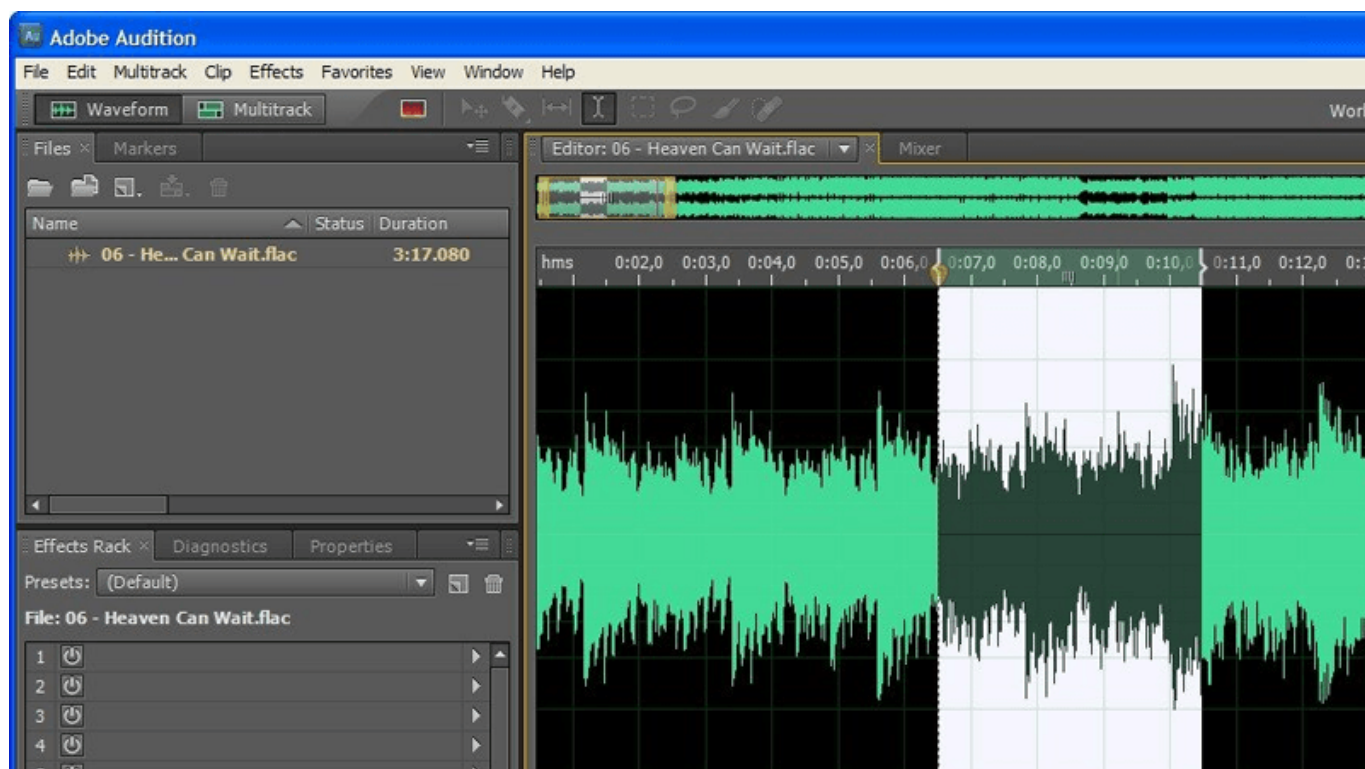 Au Adobe Audition
File Edit Multitrack Clip Effects Favorites View Window Help
Waveform Multitrack
Files × Markers
Name Status Duration
06 - He... Can Wait.flac 3:17.080
Effects Rack × Diagnostics Properties
Presets: (Default)
File: 06 - Heaven Can Wait.flac
1
2
3
4
Editor: 06 - Heaven Can Wait.flac × Mixer
hms 0:02,0 0:03,0 0:04,0 0:05,0 0:06,0 0:07,0 0:08,0 0:09,0 0:10,0 0:11,0 0:12,0